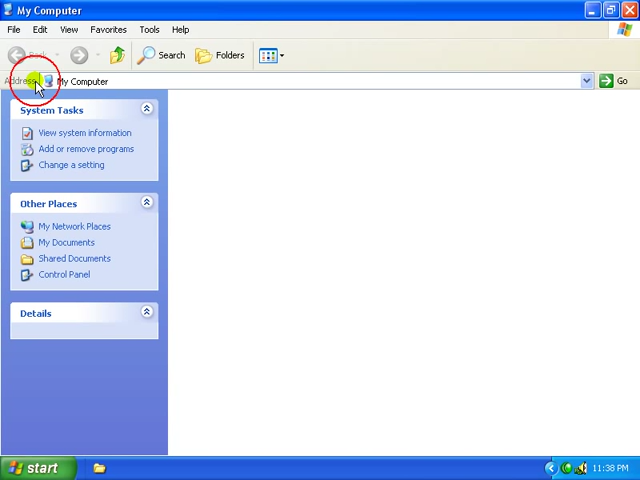 My Computer
File Edit View Favorites Tools Help
Back Search Folders
Address My Computer Go
System Tasks
View system information
Add or remove programs
Change a setting
Other Places
My Network Places
My Documents
Shared Documents
Control Panel
Details
start 11:38 PM